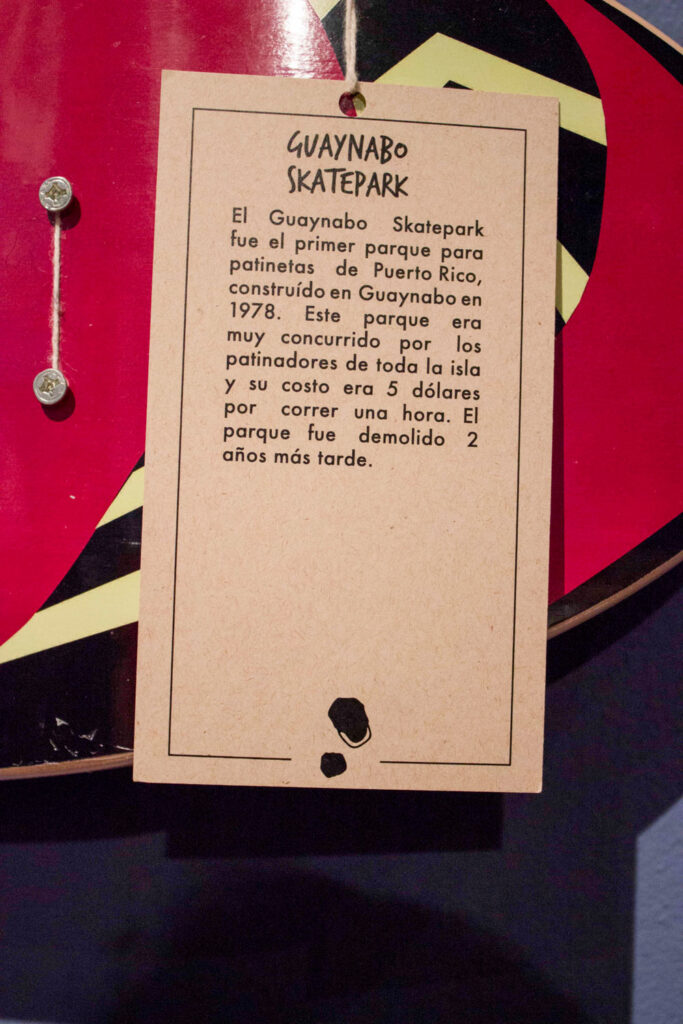 GUAYNABO
SKATEPARK
El Guaynabo Skatepark
fue el primer parque para
patinetas de Puerto Rico,
construído en Guaynabo en
1978. Este parque era
muy concurrido por los
patinadores de toda la isla
y su costo era 5 dólares
por correr una hora. El
parque fue demolido 2
años más tarde.